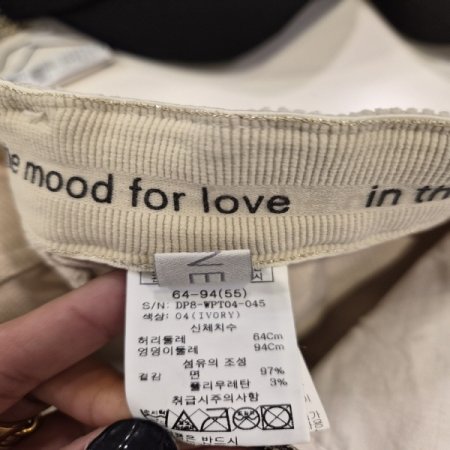 e mood for love in th
NE
64-94(55)
S/N: DP8-WPT04-045
색상: 04(IVORY)
신체치수
허리둘레 64Cm
엉덩이둘레 94Cm
섬유의 조성
겉감 면 97%
폴리우레탄 3%
취급시주의사항
은 반드시